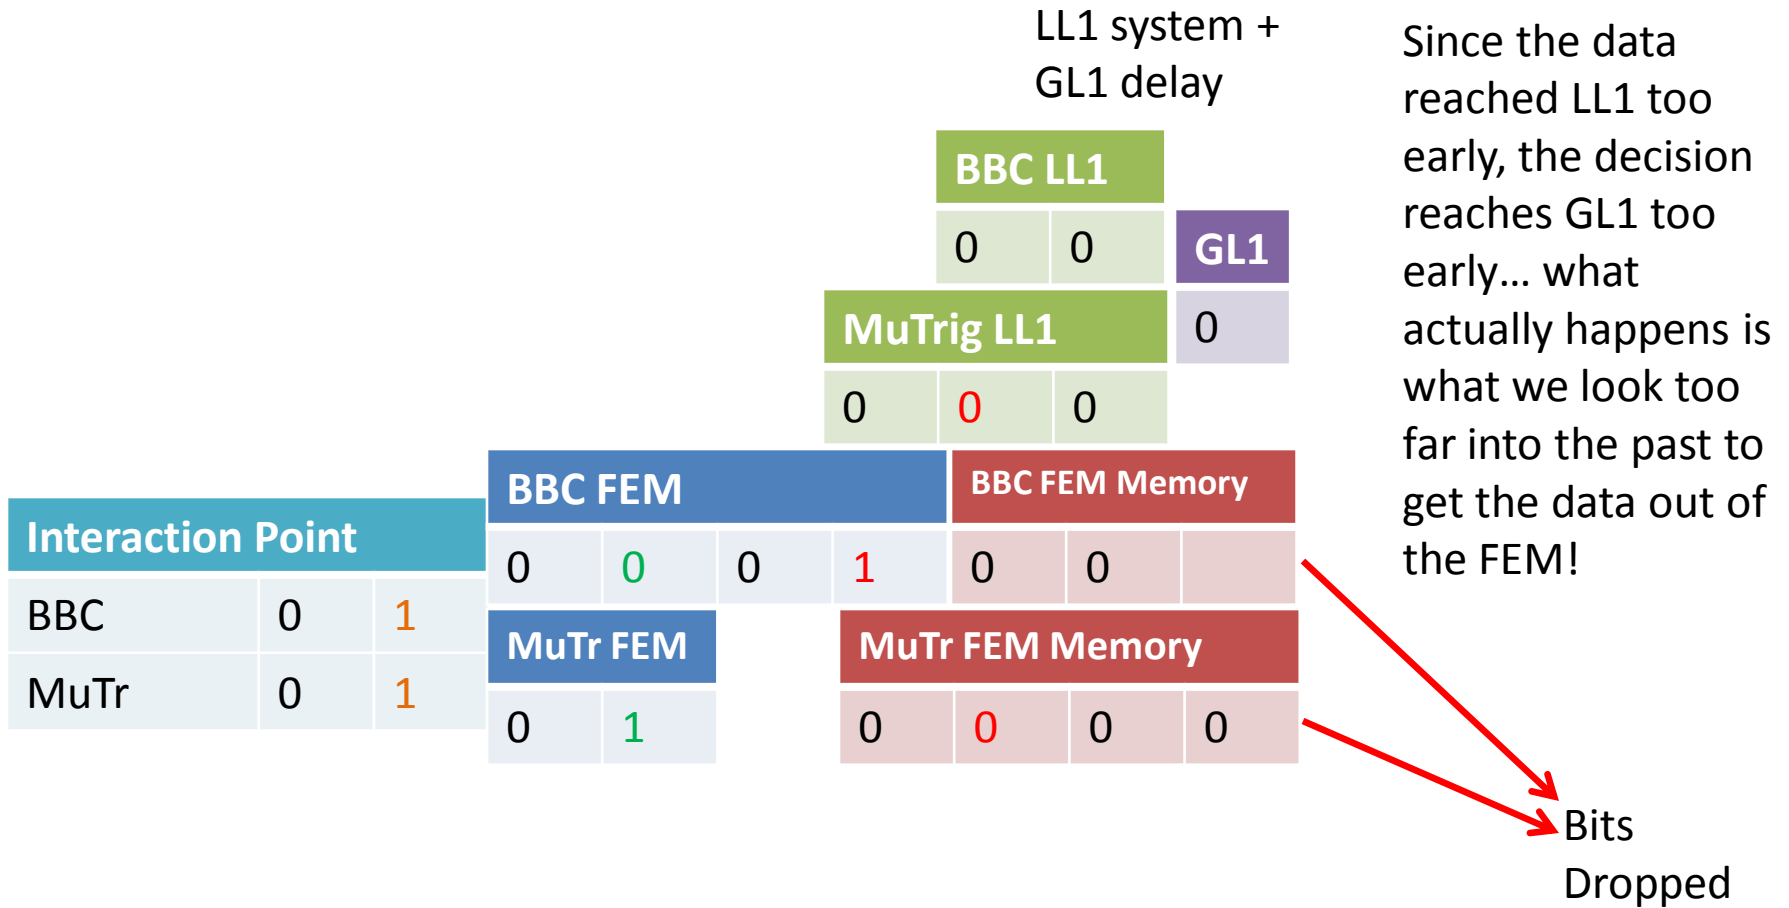 LL1 system +
GL1 delay
Since the data
reached LL1 too
early, the decision
reaches GL1 too
early… what
actually happens is
what we look too
far into the past to
get the data out of
the FEM!
BBC LL1
0 0
GL1
0
MuTrig LL1
0 0 0
BBC FEM
0 0 0 1
BBC FEM Memory
0 0
Interaction Point
BBC 0 1
MuTr 0 1
MuTr FEM
0 1
MuTr FEM Memory
0 0 0 0
Bits
Dropped